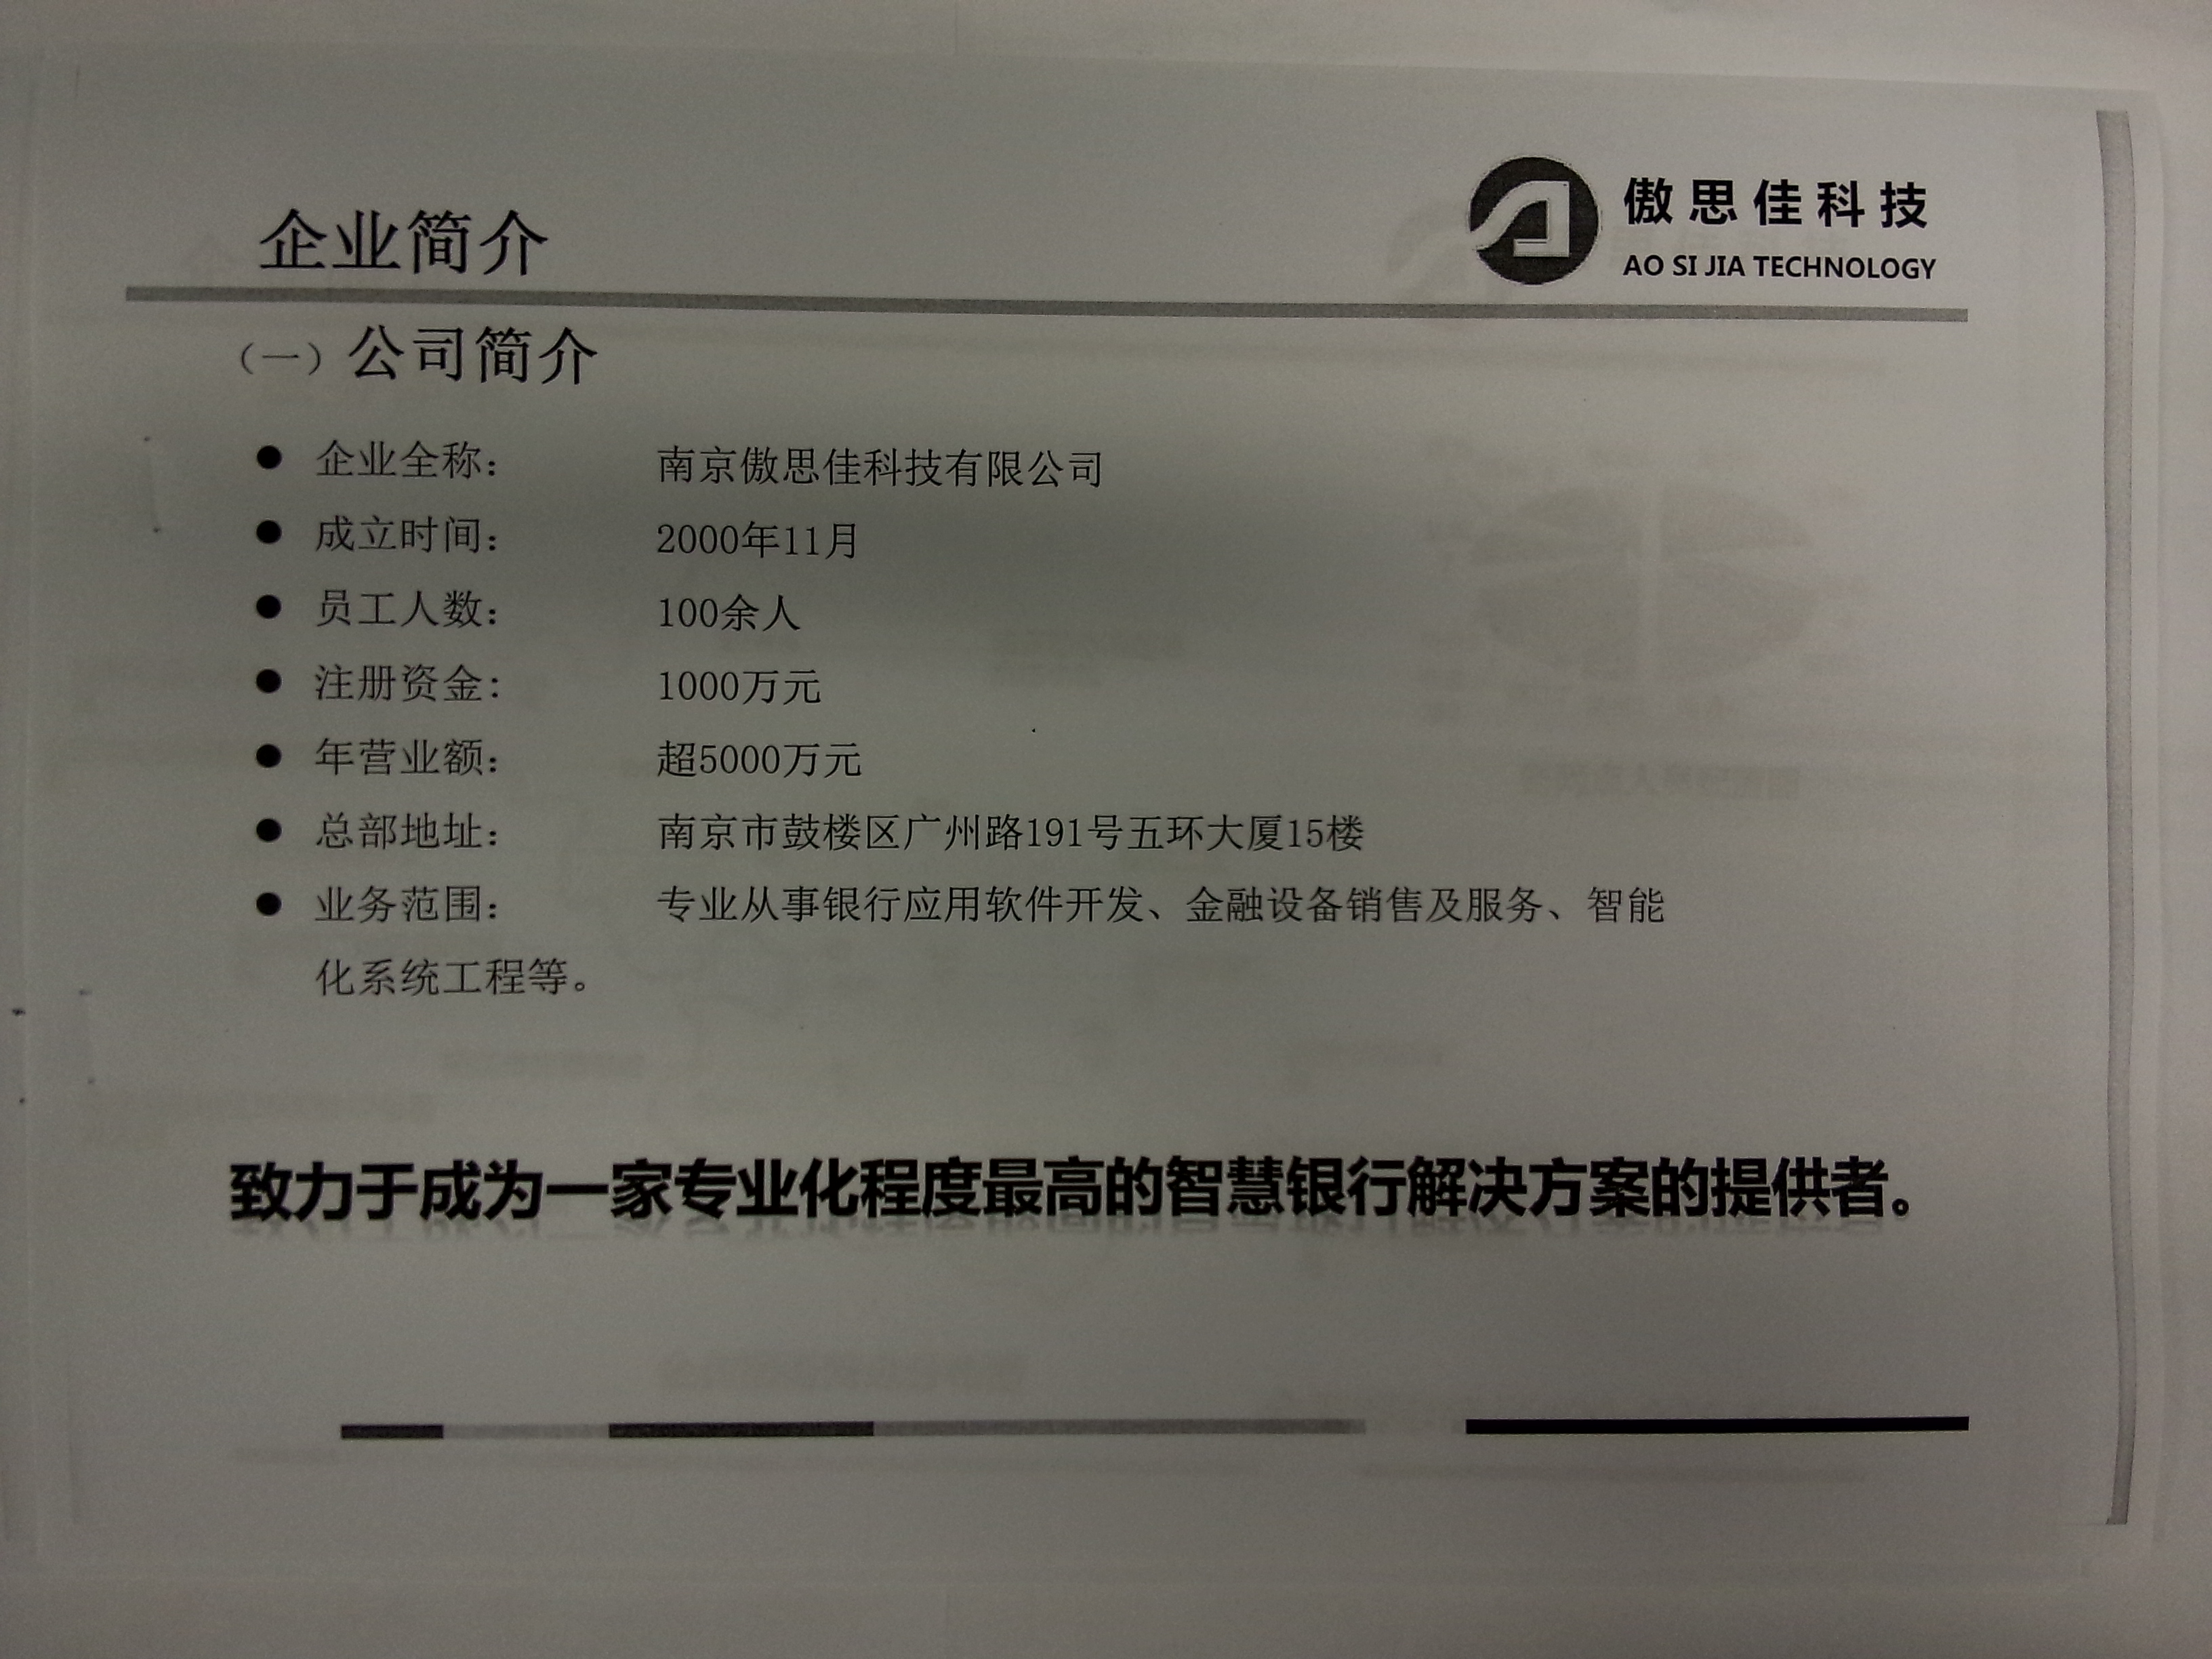 企业简介
傲思佳科技
AO SI JIA TECHNOLOGY
（一）公司简介
● 企业全称： 南京傲思佳科技有限公司
● 成立时间： 2000年11月
● 员工人数： 100余人
● 注册资金： 1000万元
● 年营业额： 超5000万元
● 总部地址： 南京市鼓楼区广州路191号五环大厦15楼
● 业务范围： 专业从事银行应用软件开发、金融设备销售及服务、智能
化系统工程等。
致力于成为一家专业化程度最高的智慧银行解决方案的提供者。